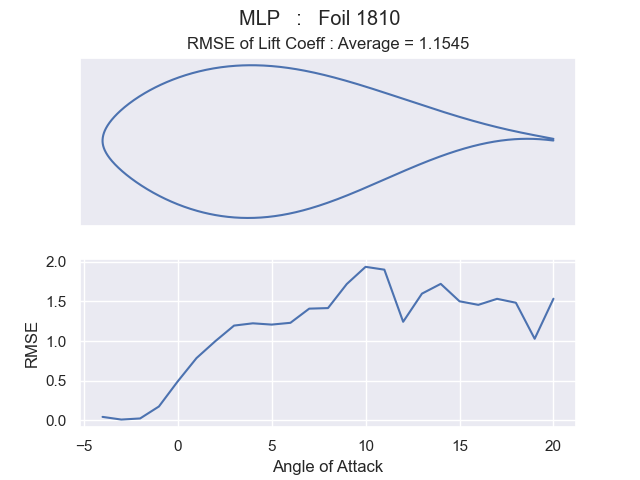 MLP : Foil 1810
RMSE of Lift Coeff : Average = 1.1545
2.0
1.5
1.0
0.5
0.0
RMSE
−5 0 5 10 15 20
Angle of Attack